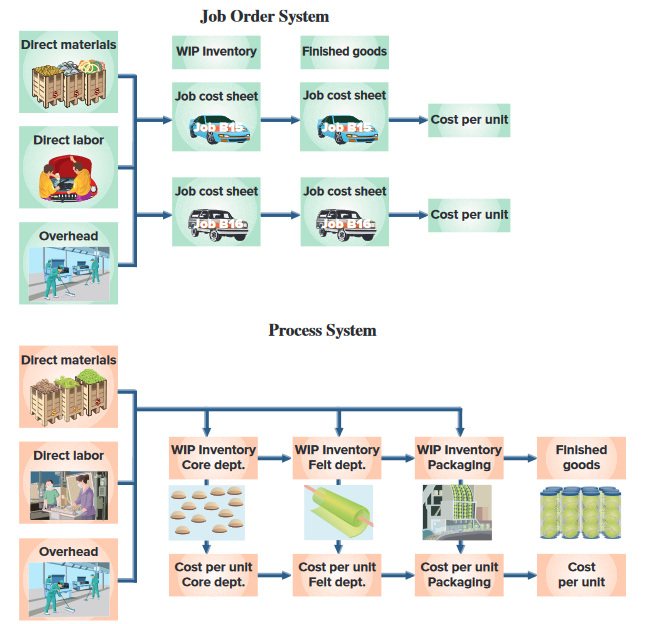 Job Order System
Direct materials
WIP Inventory
Finished goods
Job cost sheet
Job cost sheet
Job B15
Job B15
Cost per unit
Direct labor
Job cost sheet
Job cost sheet
Job B16
Job B16
Cost per unit
Overhead
Process System
Direct materials
Direct labor
Overhead
WIP Inventory
Core dept.
WIP Inventory
Felt dept.
WIP Inventory
Packaging
Finished
goods
Cost per unit
Core dept.
Cost per unit
Felt dept.
Cost per unit
Packaging
Cost
per unit